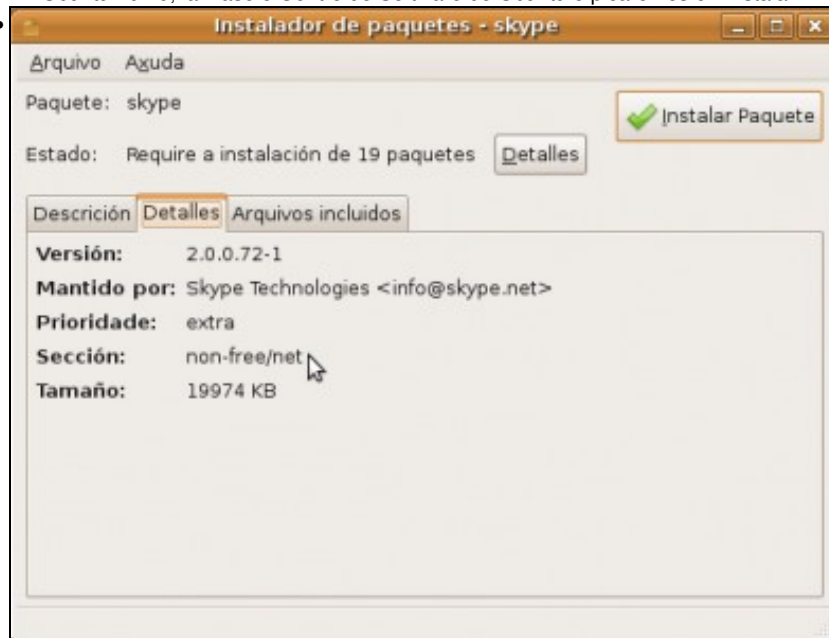 Instalador de paquetes - skype
Arquivo Axuda
Paquete: skype
Instalar Paquete
Estado: Require a instalación de 19 paquetes Detalles
Descrición Detalles Arquivos incluidos
Versión: 2.0.0.72-1
Mantido por: Skype Technologies <info@skype.net>
Prioridade: extra
Sección: non-free/net
Tamaño: 19974 KB